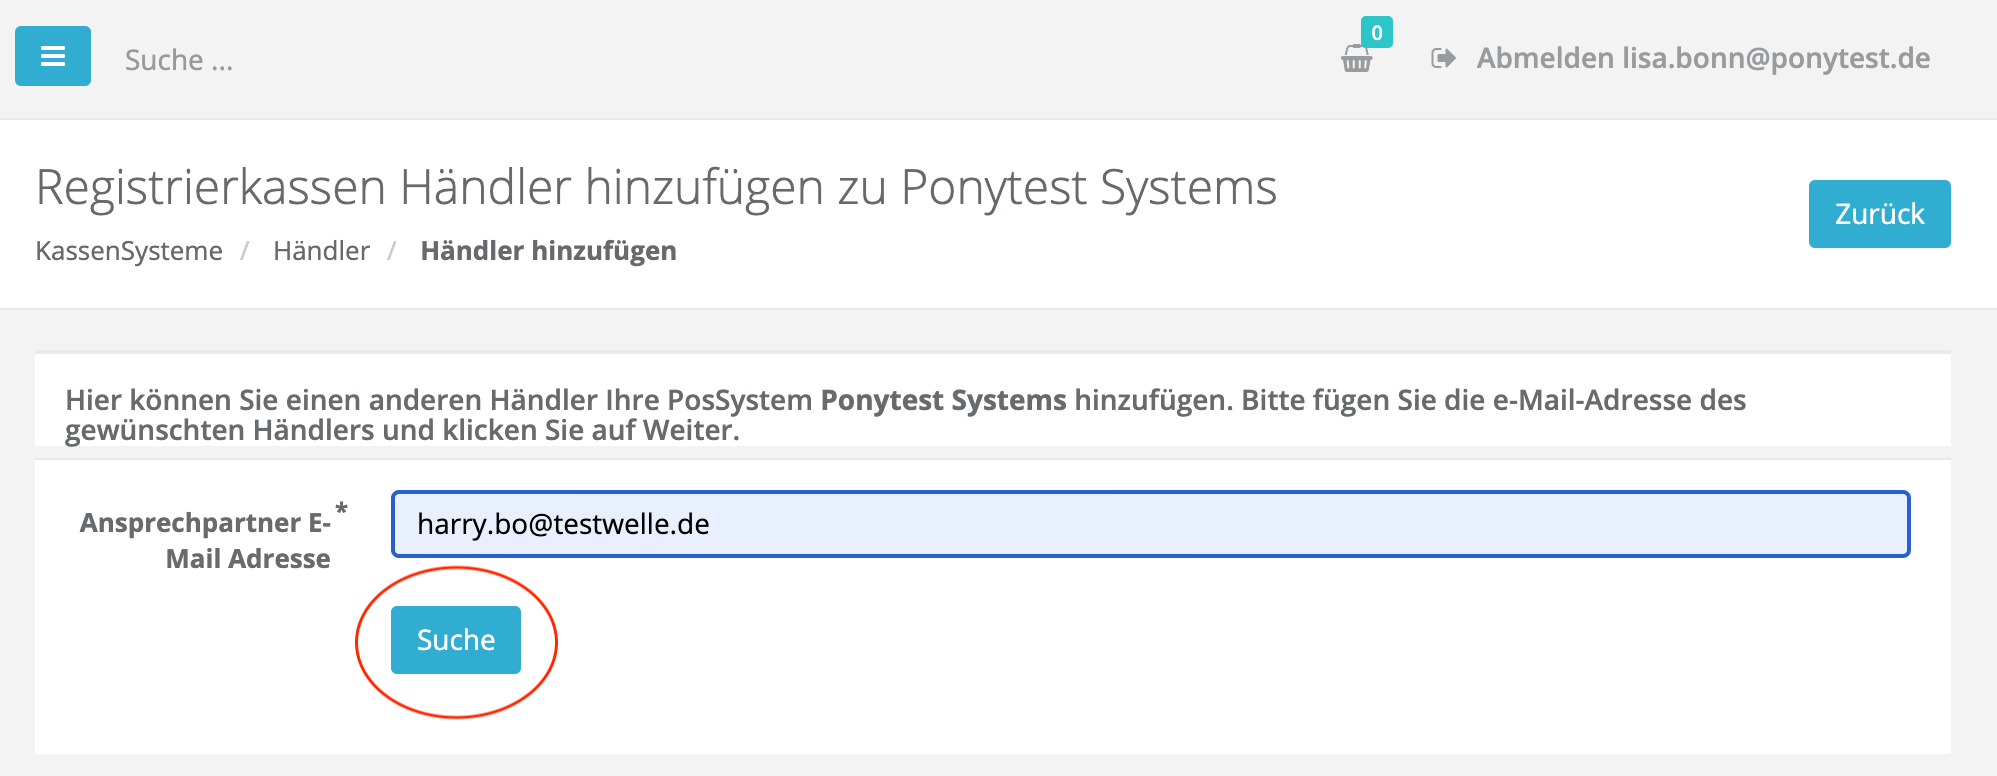 Suche ...
0
Abmelden lisa.bonn@ponytest.de
Registrierkassen Händler hinzufügen zu Ponytest Systems
Zurück
KassenSysteme / Händler / Händler hinzufügen
Hier können Sie einen anderen Händler Ihre PosSystem Ponytest Systems hinzufügen. Bitte fügen Sie die e-Mail-Adresse des
gewünschten Händlers und klicken Sie auf Weiter.
Ansprechpartner E- *
Mail Adresse
harry.bo@testwelle.de
Suche